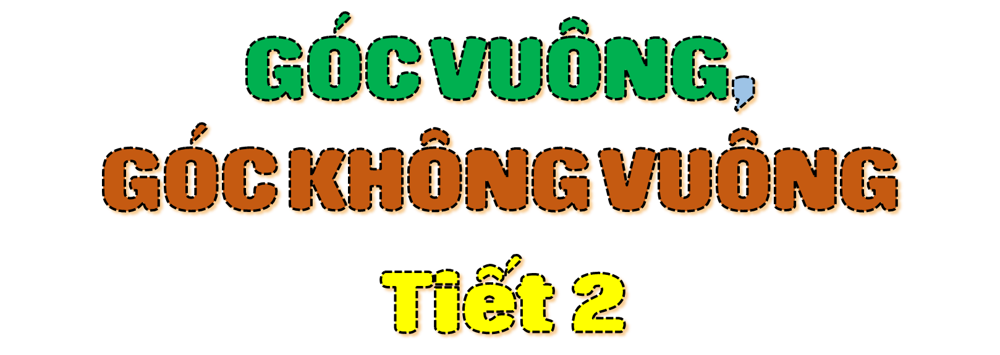 GÓC VUÔNG,
GÓC KHÔNG VUÔNG
Tiết 2